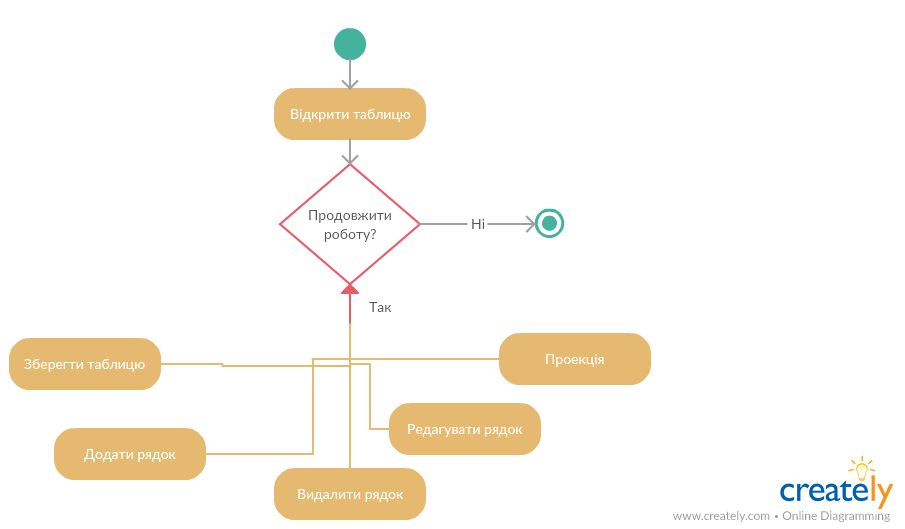 Відкрити таблицю
Продовжити
роботу?
Ні
Так
Зберегти таблицю
Проекція
Редагувати рядок
Додати рядок
Видалити рядок
creately
www.creately.com • Online Diagramming